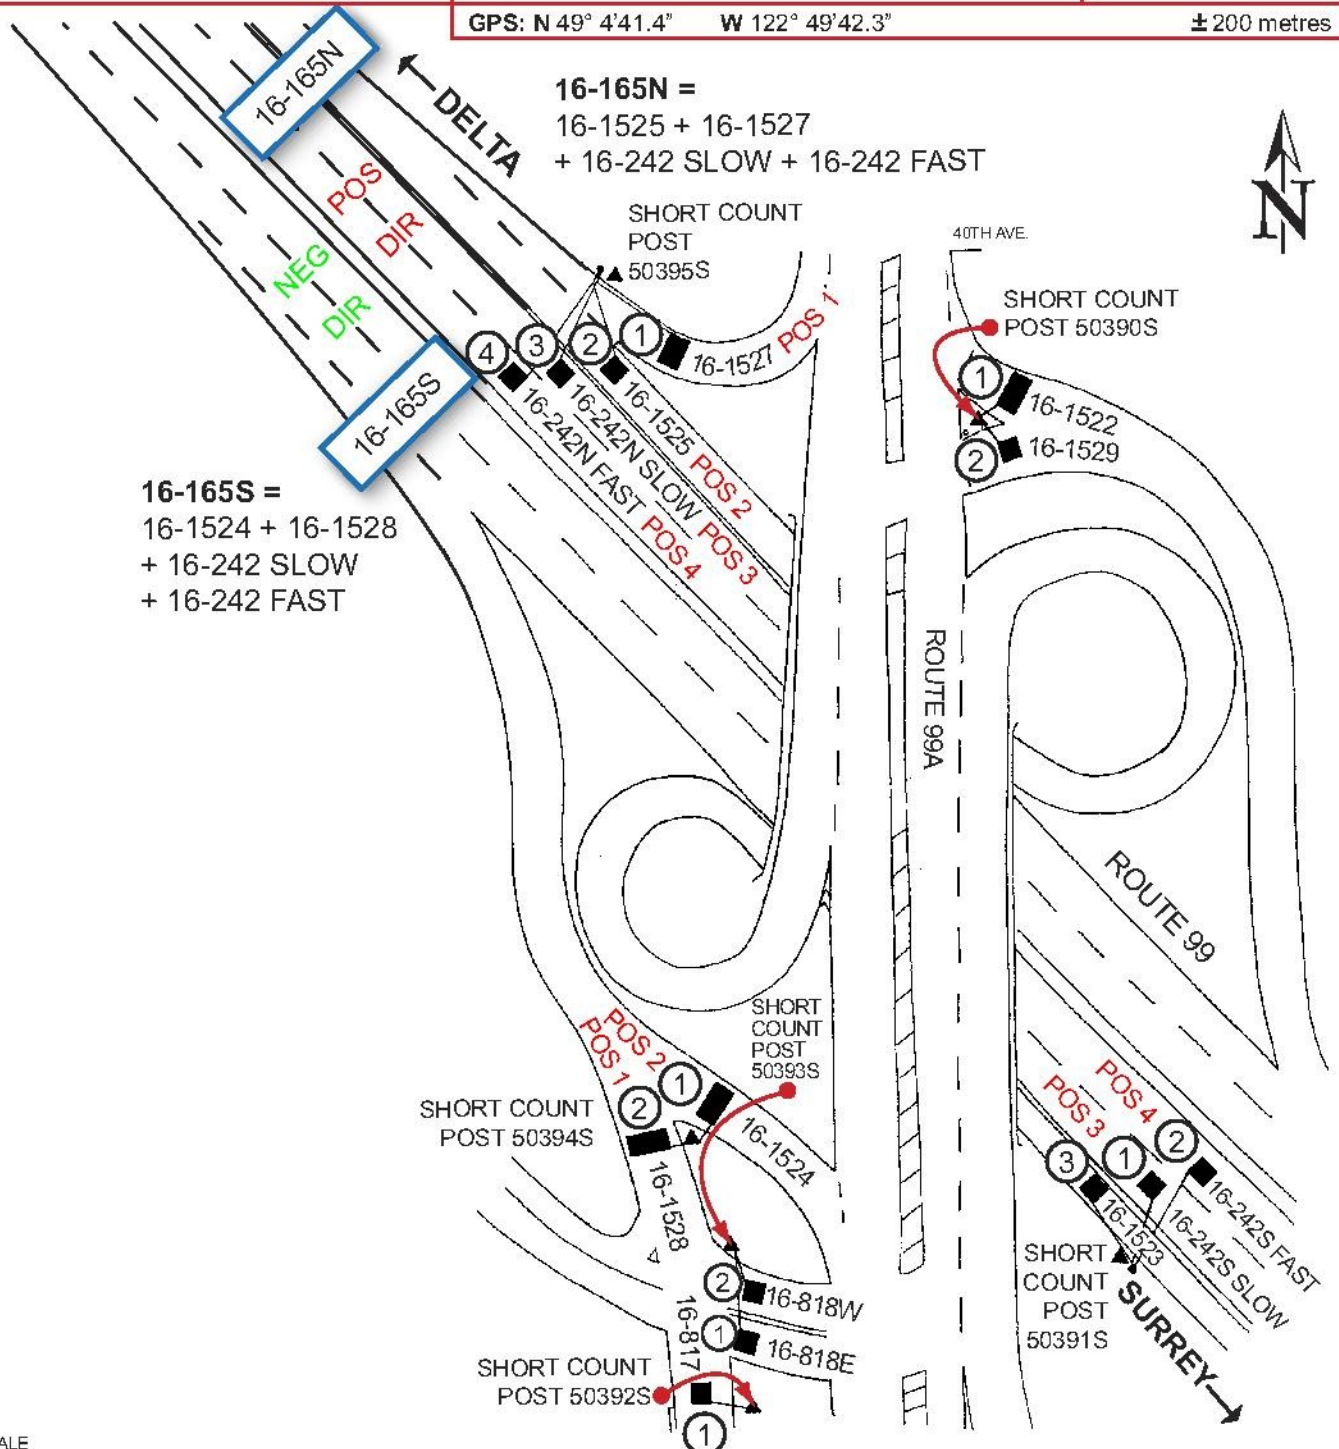 GPS: N 49° 4'41.4" W 122° 49'42.3" ± 200 metres
16-165N
DELTA
16-165N =
16-1525 + 16-1527
+ 16-242 SLOW + 16-242 FAST
N
POS
DIR
NEG
DIR
SHORT COUNT
POST
50395S
40TH AVE.
SHORT COUNT
POST 50390S
4
3
2
1
16-1527 POS 1
16-1525 POS 2
16-242N SLOW POS 3
16-242N FAST POS 4
1
16-1522
2
16-1529
16-165S
16-165S =
16-1524 + 16-1528
+ 16-242 SLOW
+ 16-242 FAST
ROUTE 99A
ROUTE 99
POS 2
POS 1
SHORT
COUNT
POST
50393S
1
2
SHORT COUNT
POST 50394S
16-1524
16-1528
POS 4
POS 3
3
1
2
16-1523
16-242S SLOW
16-242S FAST
SHORT
COUNT
POST
50391S
SURREY
2
16-818W
1
16-818E
16-817
SHORT COUNT
POST 50392S
1
ALE